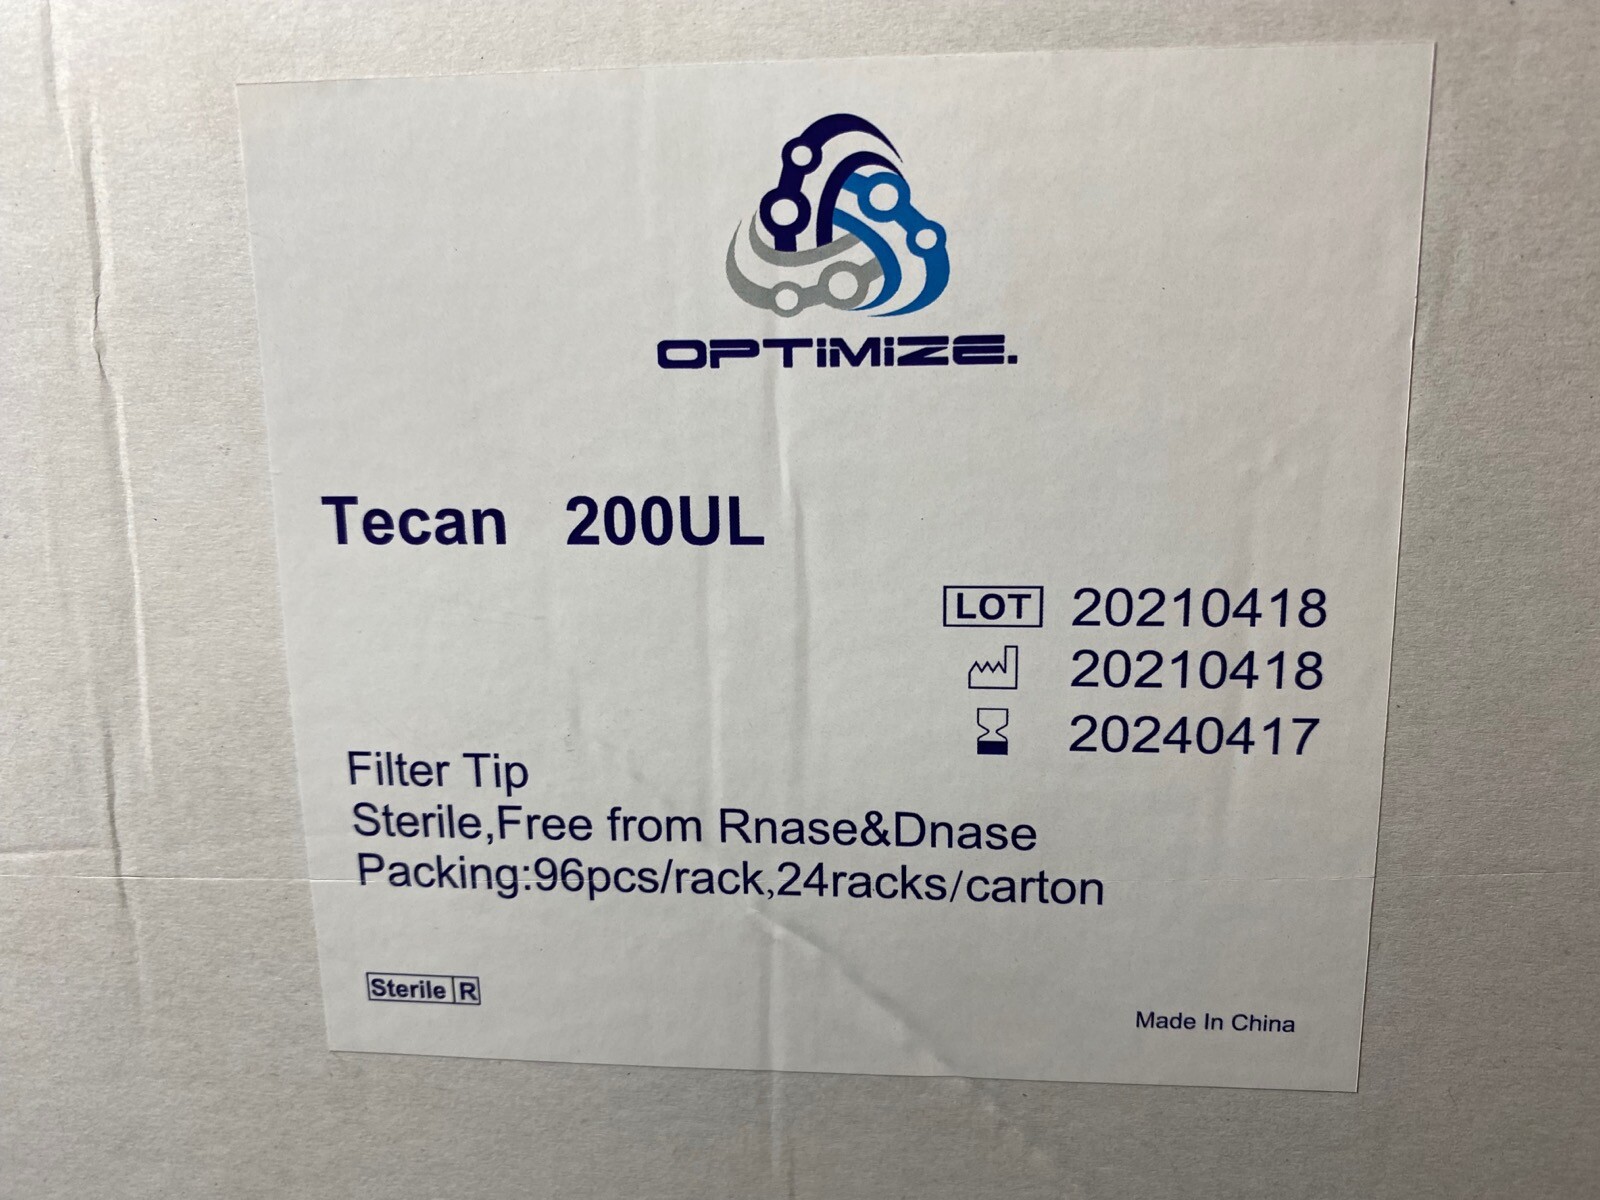 OPTiMiZE.
Tecan 200UL
LOT 20210418
20210418
20240417
Filter Tip
Sterile,Free from Rnase&Dnase
Packing:96pcs/rack,24racks/carton
Sterile R
Made In China